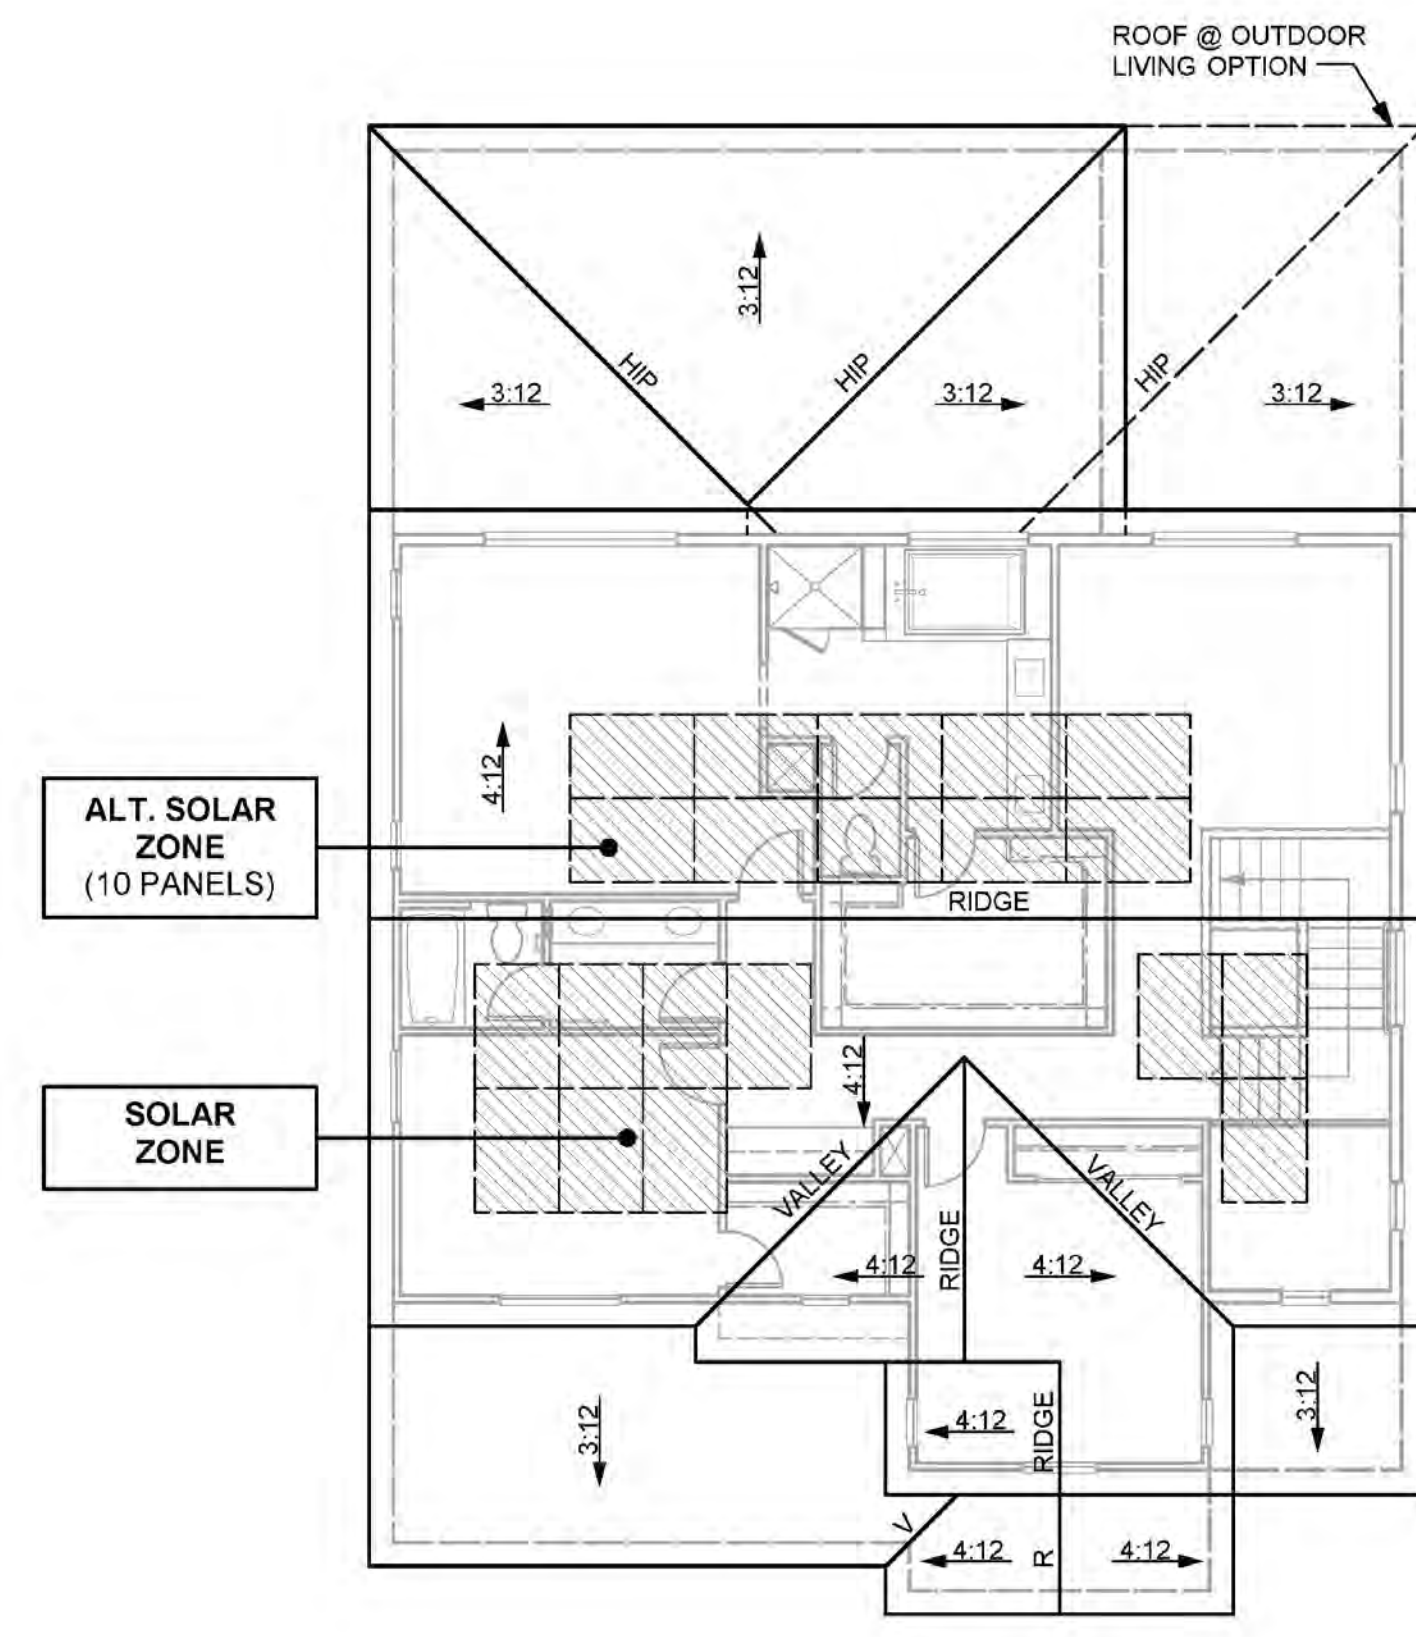 ROOF @ OUTDOOR
LIVING OPTION
3:12
HIP
HIP
HIP
3:12
3:12
3:12
4:12
ALT. SOLAR
ZONE
(10 PANELS)
RIDGE
4:12
SOLAR
ZONE
VALLEY
VALLEY
RIDGE
4:12
4:12
3:12
3:12
4:12
RIDGE
V
4:12
R
4:12